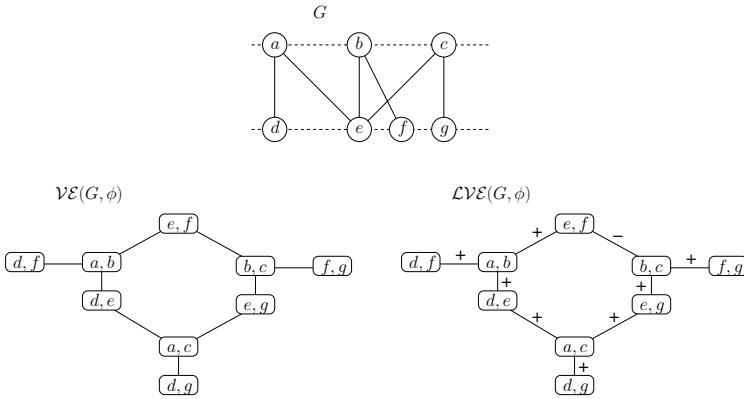 G
a b c
d e f g
𝒱ℰ(G, ϕ)
ℒ𝒱ℰ(G, ϕ)
e, f
d, f
a, b
b, c
f, g
d, e
e, g
a, c
d, g
e, f
+ −
d, f + a, b
b, c + f, g
+ +
d, e
e, g
+ +
a, c
+
d, g